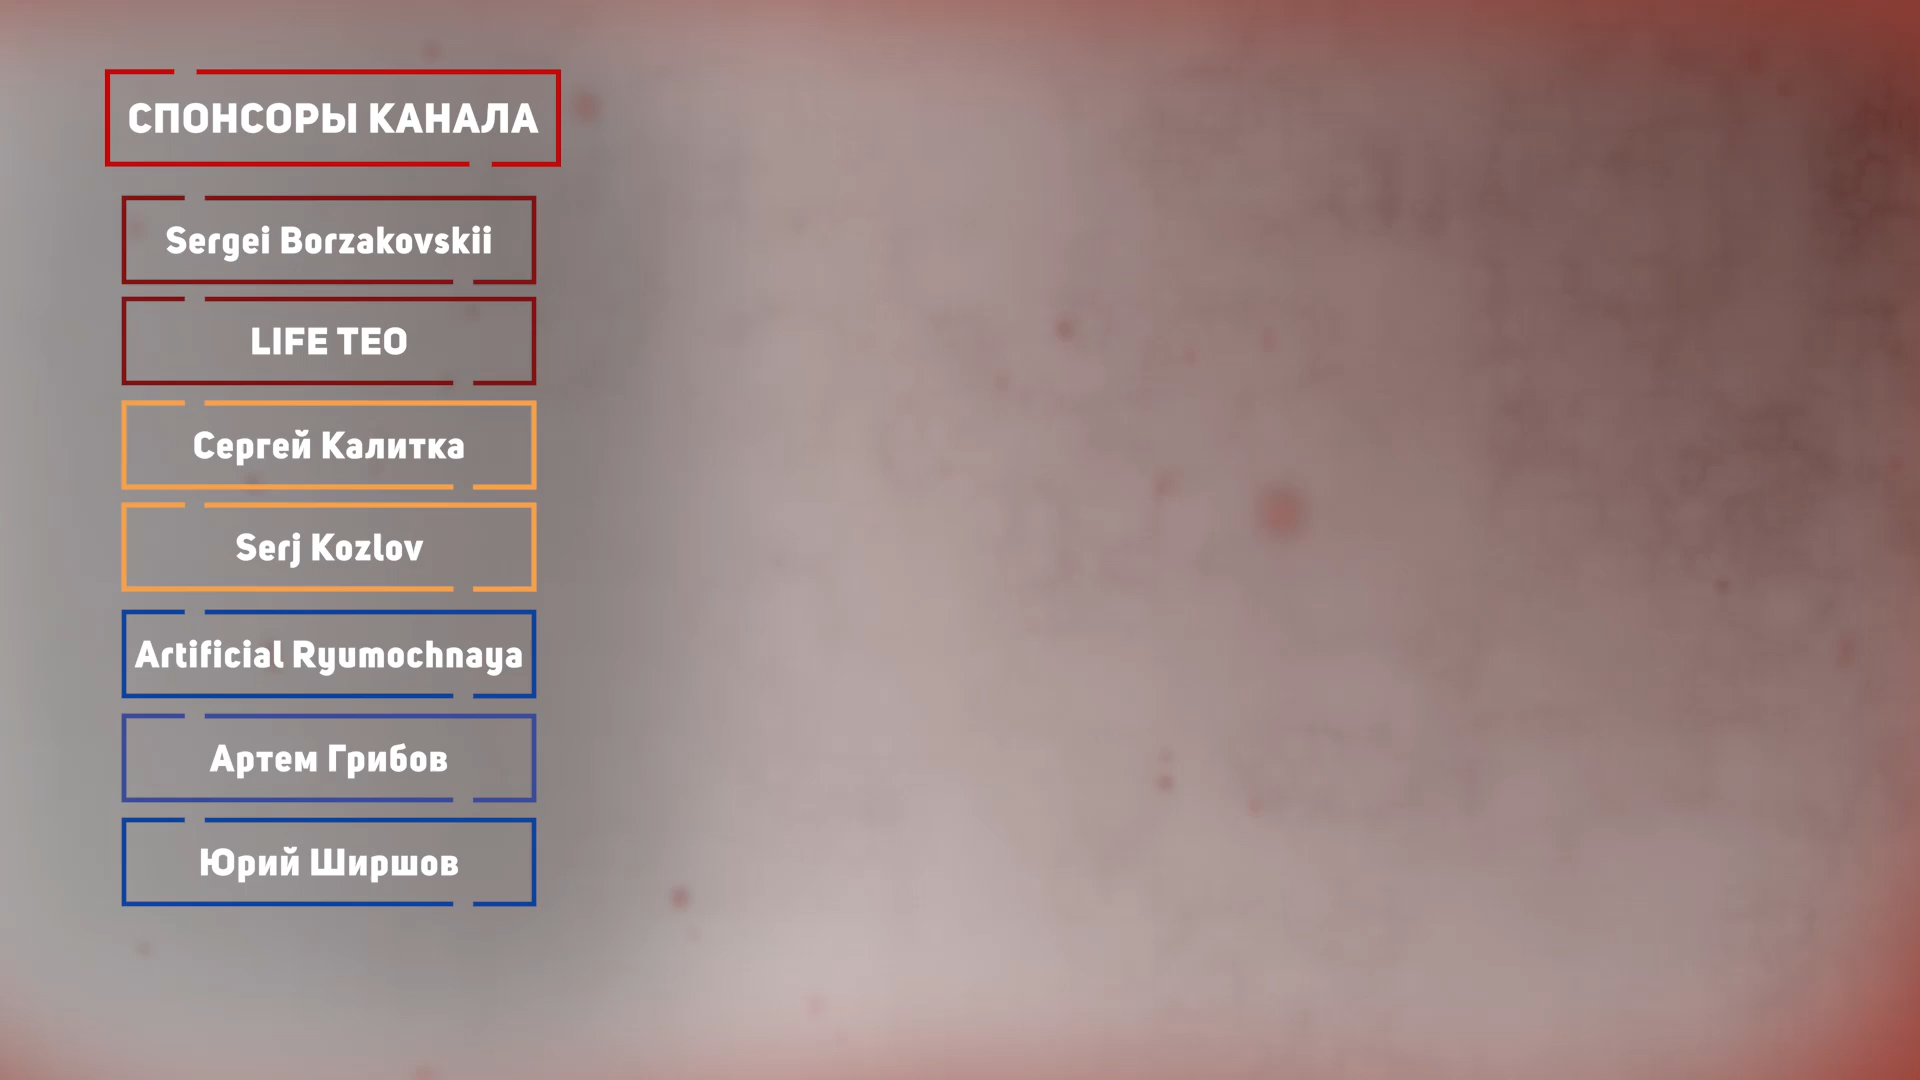 СПОНСОРЫ КАНАЛА
Sergei Borzakovskii
LIFE TEO
Сергей Калитка
Serj Kozlov
Artificial Ryumochnaya
Артем Грибов
Юрий Ширшов